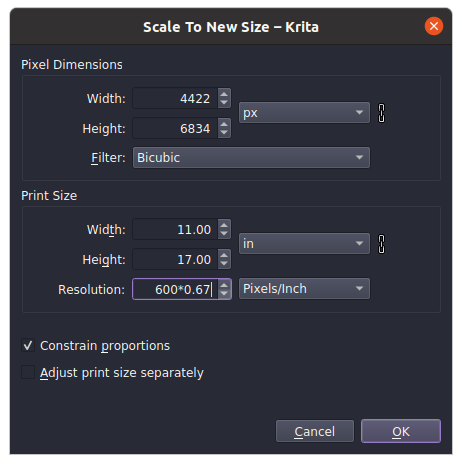 Scale To New Size – Krita
Pixel Dimensions
Width: 4422
px
Height: 6834
Filter: Bicubic
Print Size
Width: 11.00
in
Height: 17.00
Resolution: 600*0.67 Pixels/Inch
Constrain proportions
Adjust print size separately
Cancel OK